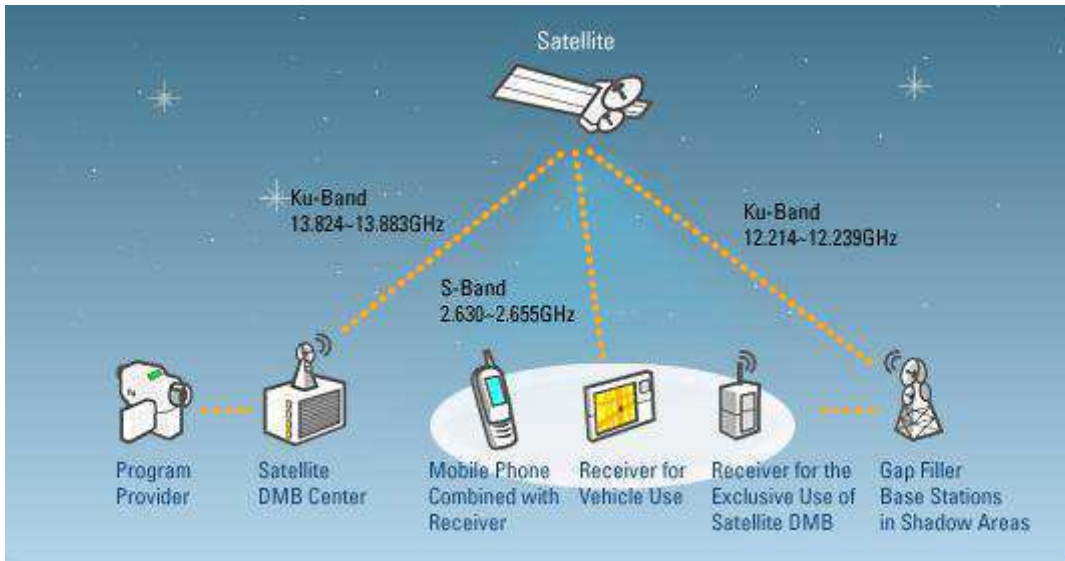 Satellite
Ku-Band
13.824~13.883GHz
Ku-Band
12.214~12.239GHz
S-Band
2.630~2.655GHz
Program
Provider
Satellite
DMB Center
Mobile Phone
Combined with
Receiver
Receiver for
Vehicle Use
Receiver for the
Exclusive Use of
Satellite DMB
Gap Filler
Base Stations
in Shadow Areas